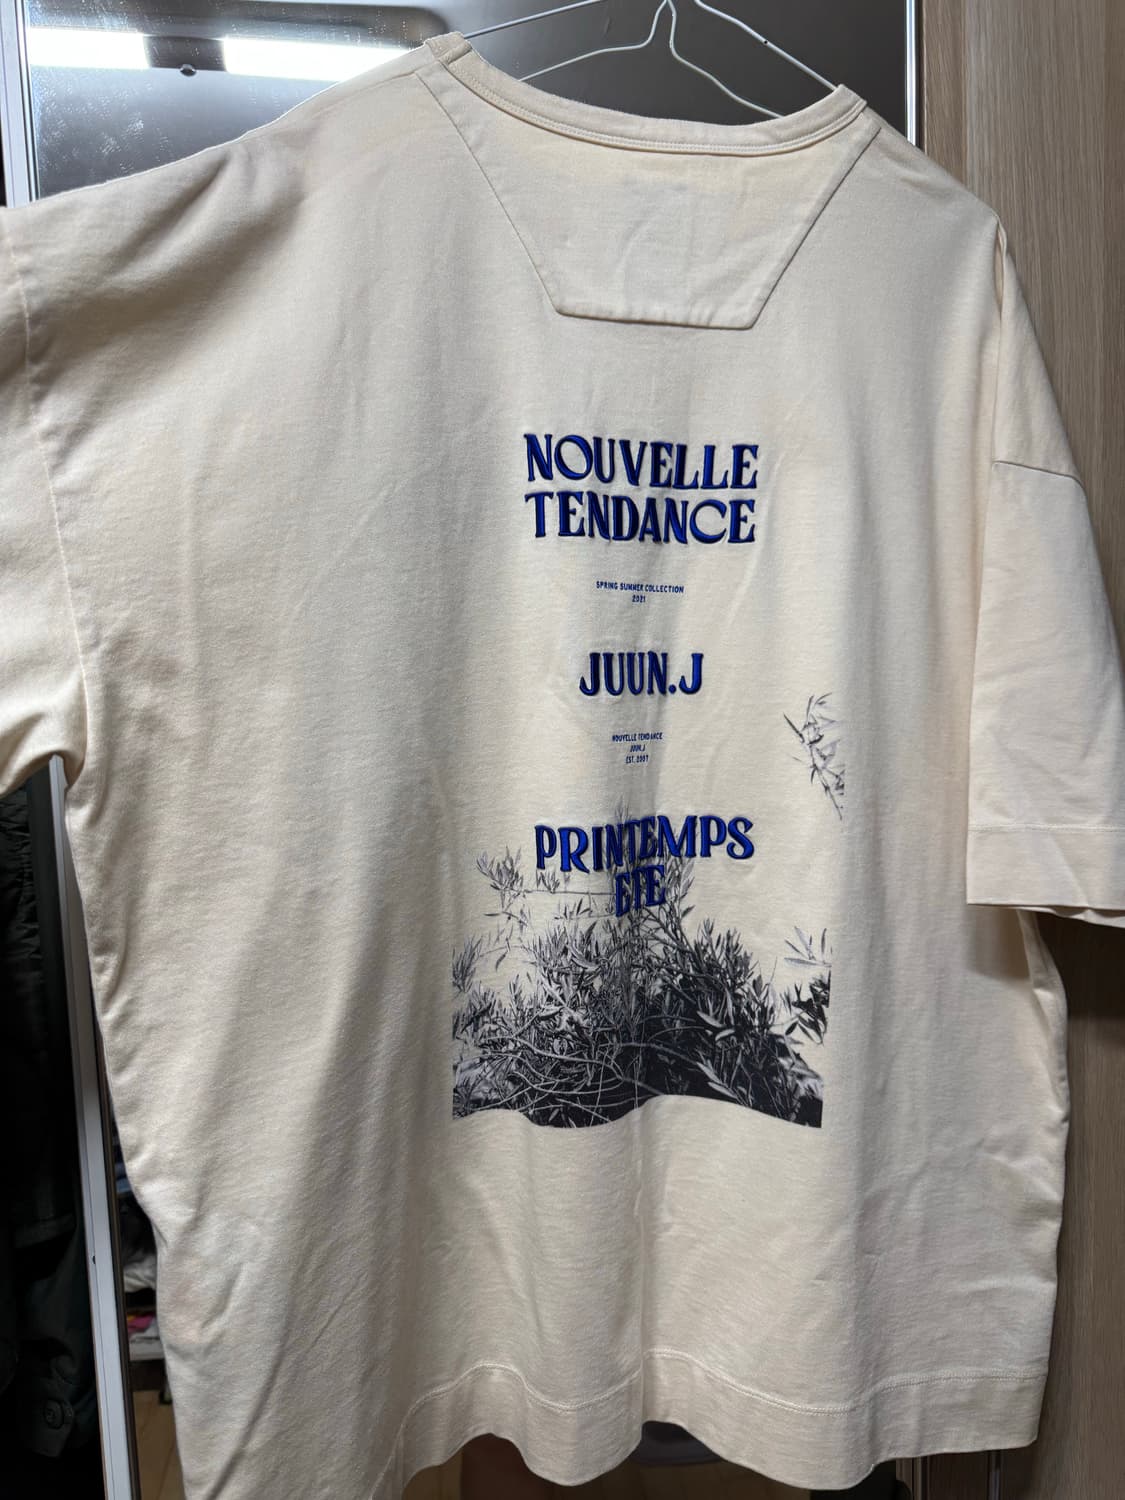 NOUVELLE
TENDANCE
SPRING SUMMER COLLECTION
2021
JUUN.J
NOUVELLE TENDANCE
JUUN.J
EST. 2007
PRINTEMPS
ETE